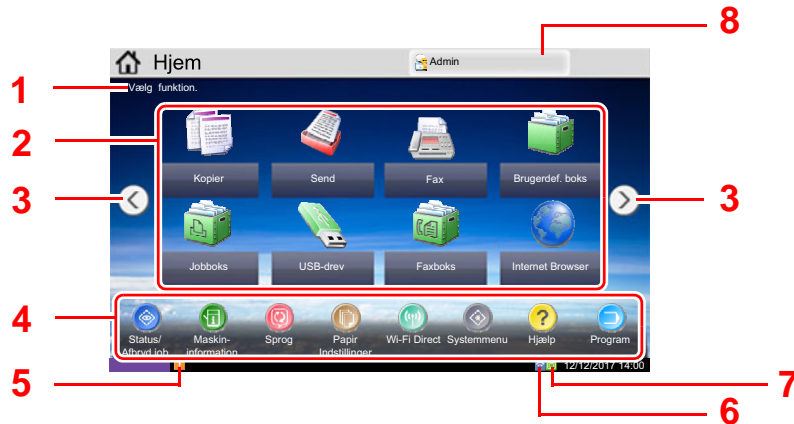 8
Hjem
Admin
1
Vælg funktion.
2
Kopier
Send
Fax
Brugerdef. boks
3
3
Jobboks
USB-drev
Faxboks
Internet Browser
4
Status/
Afbryd job
Maskin-
information
Sprog
Papir
Indstillinger
Wi-Fi Direct
Systemmenu
?
Hjælp
Program
5
12/12/2017 14:00
7
6